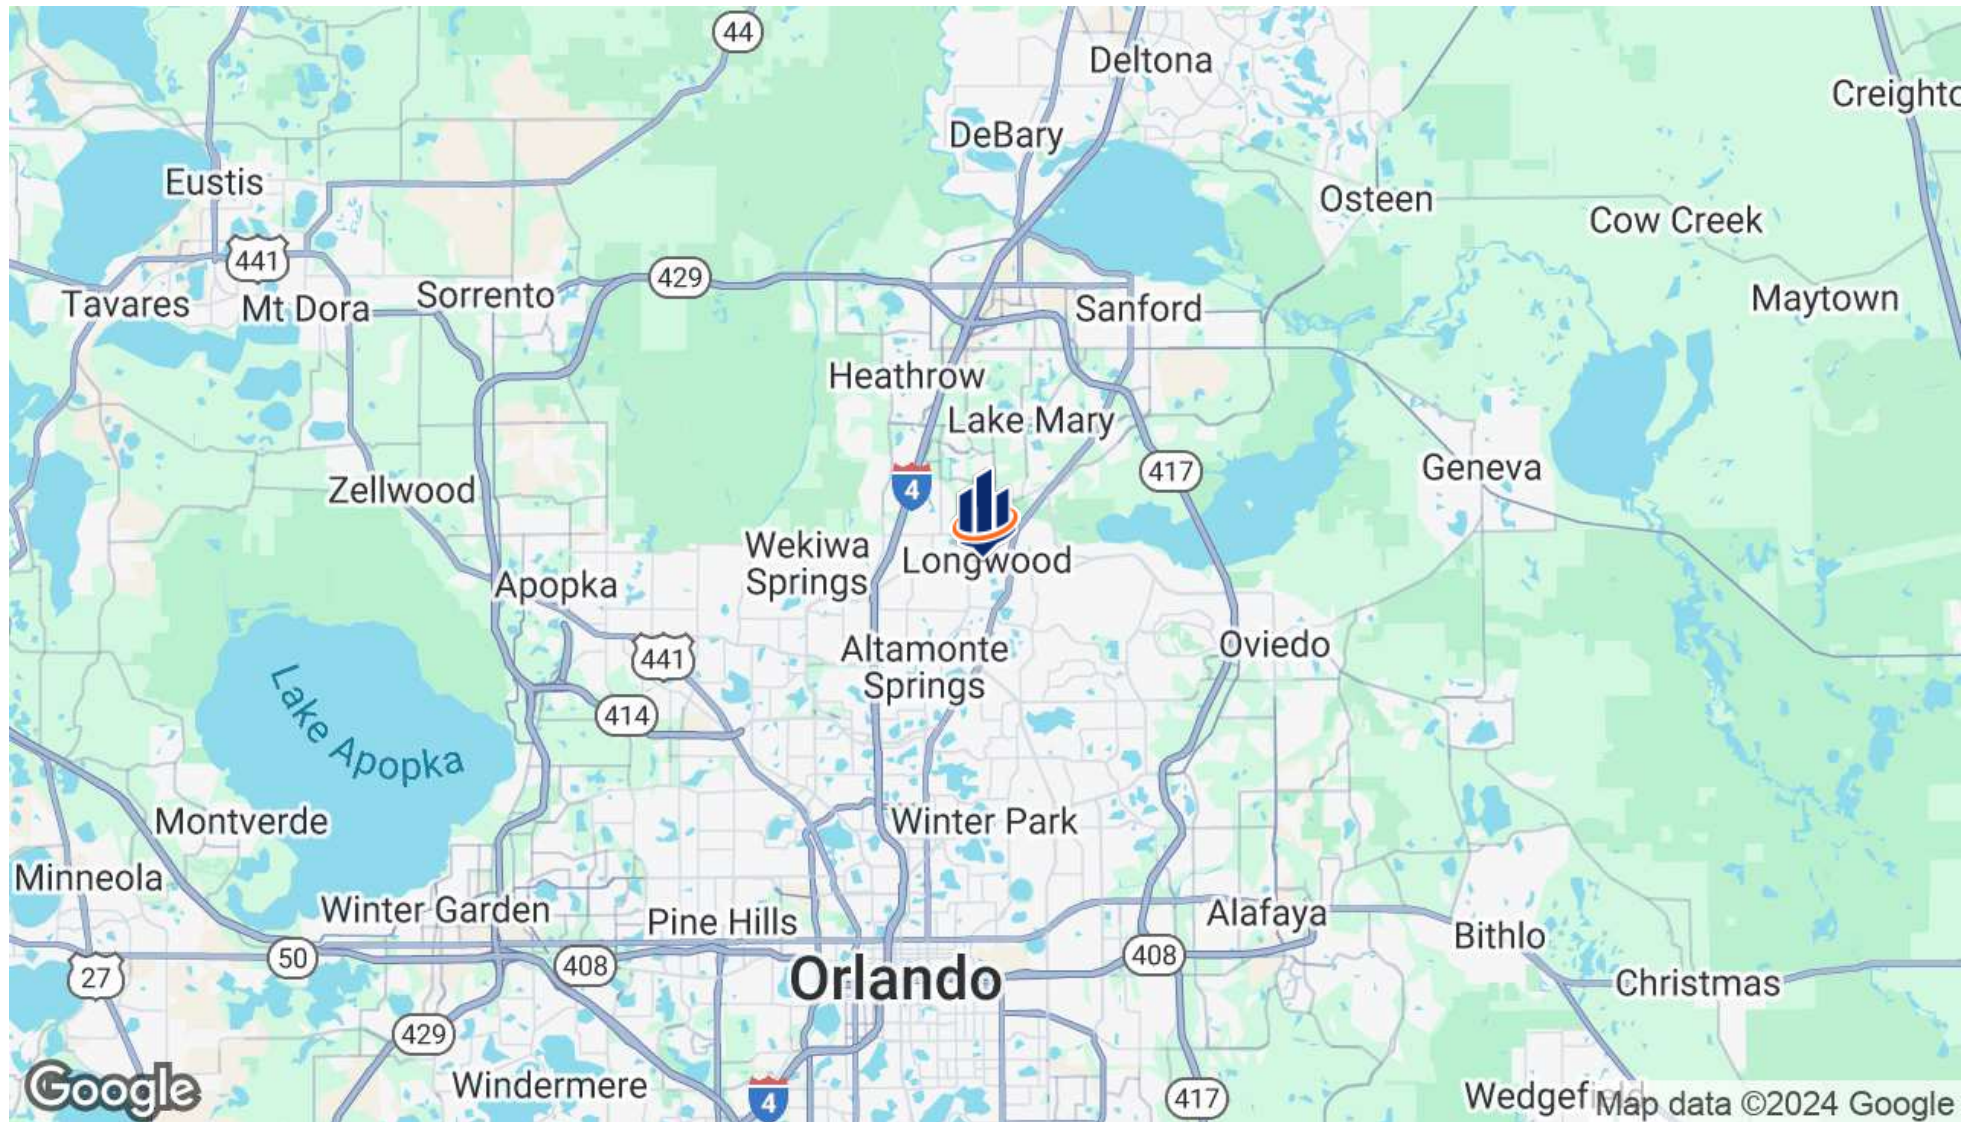 44
Deltona
Creightc
DeBary
Eustis
Osteen
Cow Creek
441
429
Tavares
Mt Dora
Sorrento
Sanford
Maytown
Heathrow
Lake Mary
417
Geneva
4
Zellwood
Wekiwa
Springs
Longwood
Apopka
Oviedo
441
Altamonte
Springs
414
Lake Apopka
Montverde
Winter Park
Minneola
Winter Garden
Pine Hills
Alafaya
Bithlo
50
408
408
27
Orlando
Christmas
429
Google
Windermere
4
417
Wedgef
Map data ©2024 Google